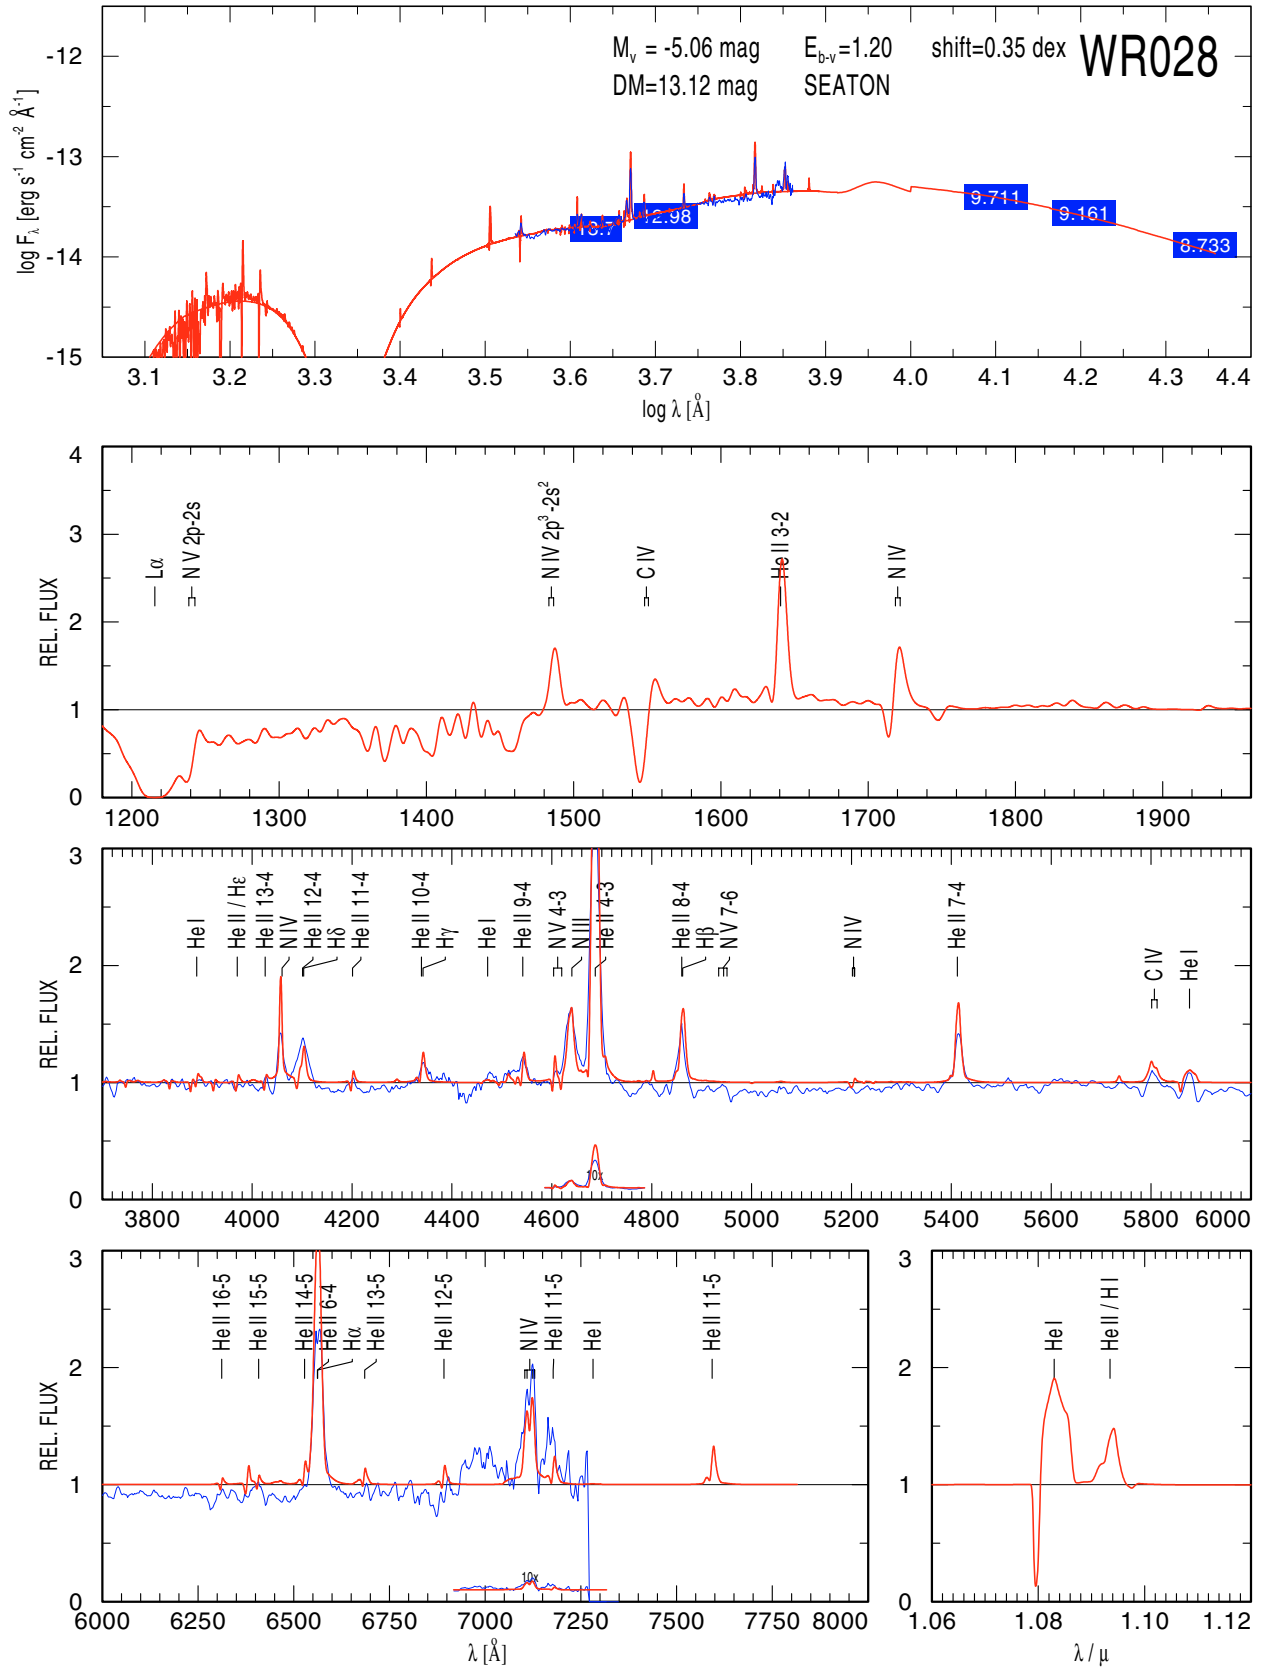 M_v = -5.06 mag E_b-v=1.20 shift=0.35 dex WR028
DM=13.12 mag SEATON
log F_λ [erg s^-1 cm^-2 Å^-1]
-12
-13
-14
-15
12.98
9.711
9.161
8.733
3.1 3.2 3.3 3.4 3.5 3.6 3.7 3.8 3.9 4.0 4.1 4.2 4.3 4.4
log λ [Å]
REL. FLUX
4
3
2
1
0
Lα
N V 2p-2s
N IV 2p^3-2s^2
C IV
He II 3-2
N IV
1200 1300 1400 1500 1600 1700 1800 1900
REL. FLUX
3
2
1
0
He I
He II / Hε
He II 13-4
N IV
He II 12-4
Hδ
He II 11-4
He II 10-4
Hγ
He I
He II 9-4
N V 4-3
N III
He II 4-3
He II 8-4
Hβ
N V 7-6
N IV
He II 7-4
C IV
He I
10x
3800 4000 4200 4400 4600 4800 5000 5200 5400 5600 5800 6000
REL. FLUX
3
2
1
0
He II 16-5
He II 15-5
He II 14-5
He II 6-4
Hα
He II 13-5
He II 12-5
N IV
He II 11-5
He I
He II 11-5
10x
6000 6250 6500 6750 7000 7250 7500 7750 8000
λ [Å]
3
2
1
0
He I
He II / H I
1.06 1.08 1.10 1.12
λ / μ